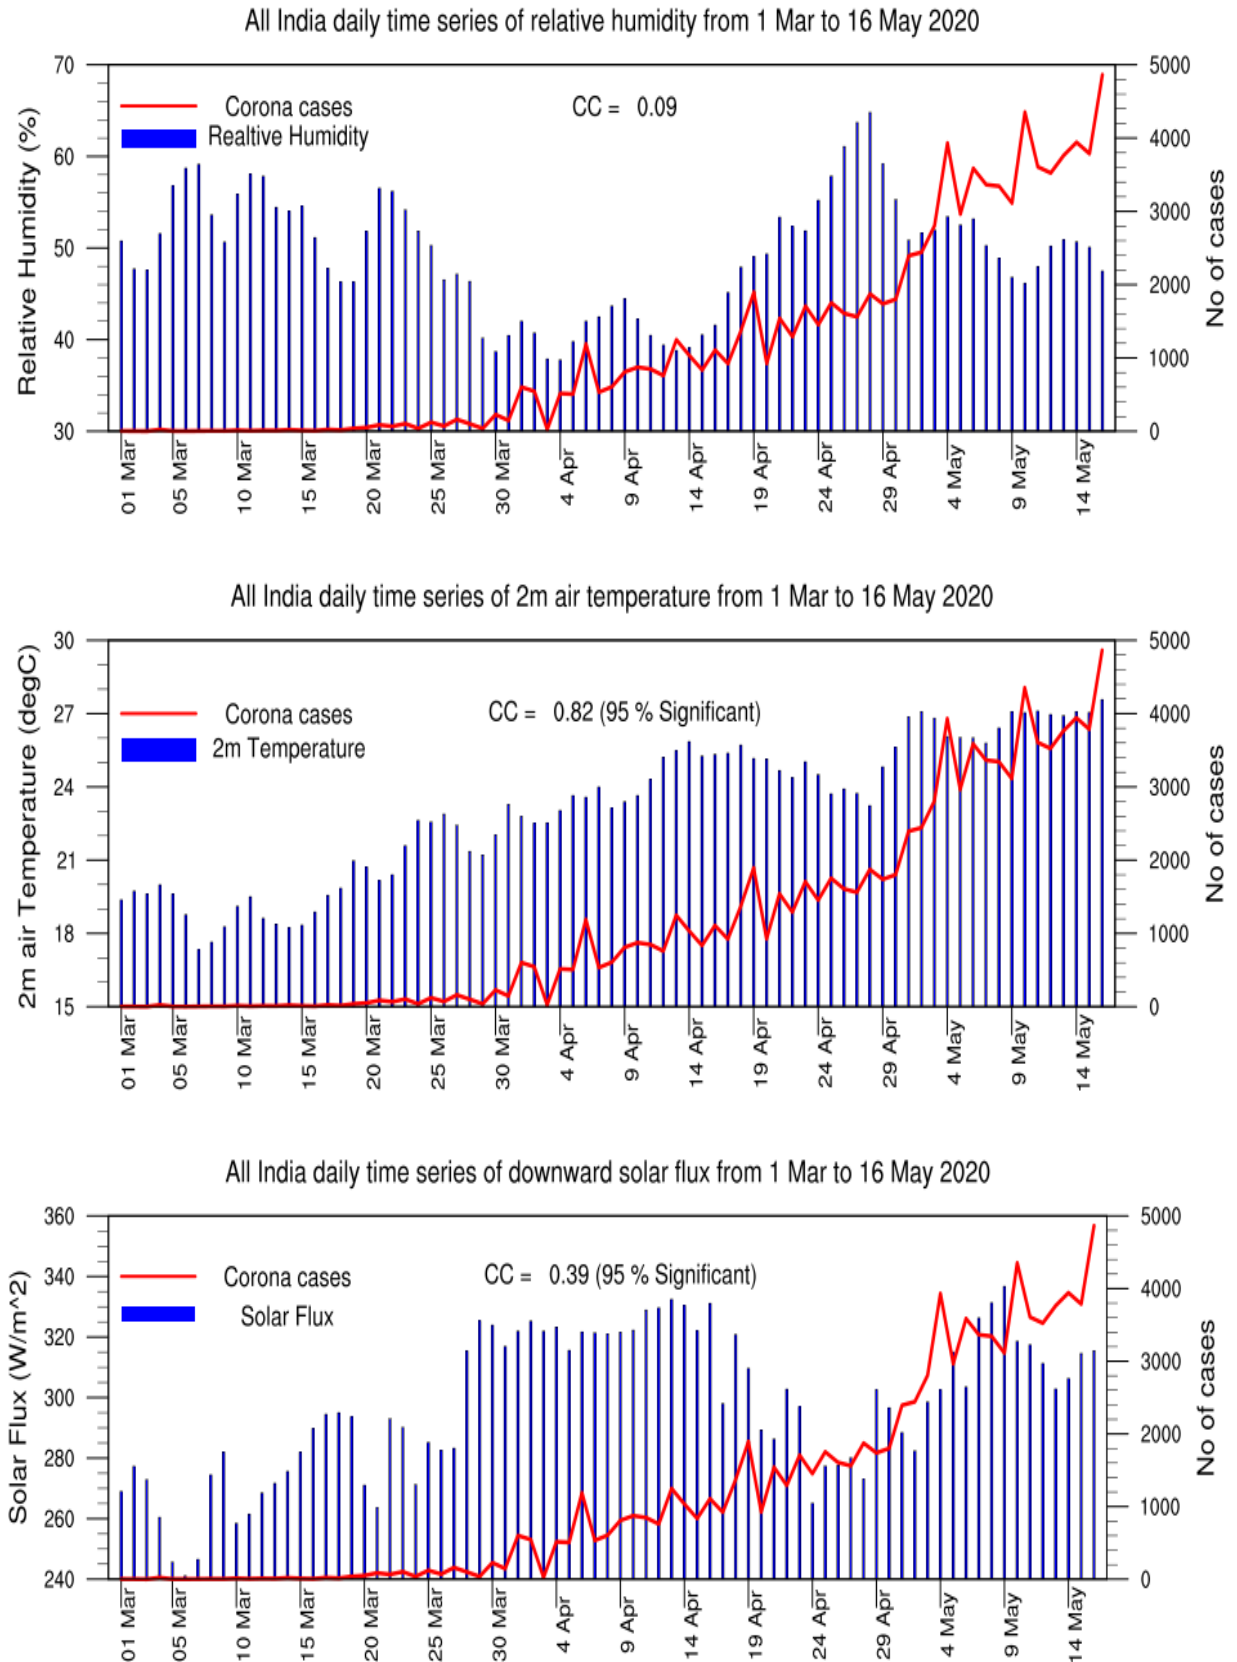 All India daily time series of relative humidity from 1 Mar to 16 May 2020
70
60
50
40
30
Relative Humidity (%)
Corona cases
Realtive Humidity
CC = 0.09
5000
4000
3000
2000
1000
0
No of cases
01 Mar
05 Mar
10 Mar
15 Mar
20 Mar
25 Mar
30 Mar
4 Apr
9 Apr
14 Apr
19 Apr
24 Apr
29 Apr
4 May
9 May
14 May
All India daily time series of 2m air temperature from 1 Mar to 16 May 2020
30
27
24
21
18
15
2m air Temperature (degC)
Corona cases
2m Temperature
CC = 0.82 (95 % Significant)
5000
4000
3000
2000
1000
0
No of cases
01 Mar
05 Mar
10 Mar
15 Mar
20 Mar
25 Mar
30 Mar
4 Apr
9 Apr
14 Apr
19 Apr
24 Apr
29 Apr
4 May
9 May
14 May
All India daily time series of downward solar flux from 1 Mar to 16 May 2020
360
340
320
300
280
260
240
Solar Flux (W/m^2)
Corona cases
Solar Flux
CC = 0.39 (95 % Significant)
5000
4000
3000
2000
1000
0
No of cases
01 Mar
05 Mar
10 Mar
15 Mar
20 Mar
25 Mar
30 Mar
4 Apr
9 Apr
14 Apr
19 Apr
24 Apr
29 Apr
4 May
9 May
14 May